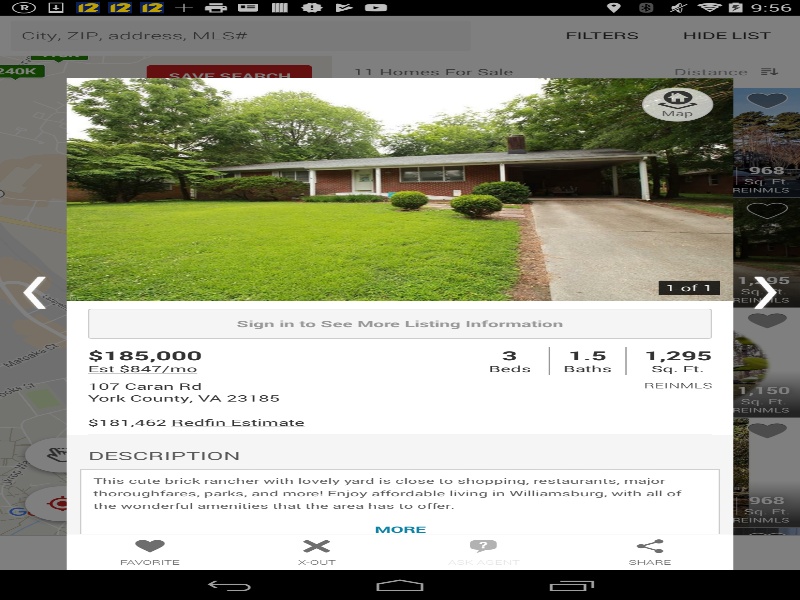 12 12 12 9:56
City, ZIP, address, MLS# FILTERS HIDE LIST
240K SAVE SEARCH 11 Homes For Sale Distance
Map
968
Sq. Ft.
REINMLS
1 of 1
1,295
Sq. Ft.
REINMLS
Sign in to See More Listing Information
$185,000 3 1.5 1,295
Est $847/mo Beds Baths Sq. Ft.
107 Caran Rd REINMLS
York County, VA 23185
1,150
Sq. Ft.
REINMLS
$181,462 Redfin Estimate
DESCRIPTION
This cute brick rancher with lovely yard is close to shopping, restaurants, major
thoroughfares, parks, and more! Enjoy affordable living in Williamsburg, with all of
the wonderful amenities that the area has to offer.
968
Sq. Ft.
REINMLS
MORE
FAVORITE X-OUT ASK AGENT SHARE